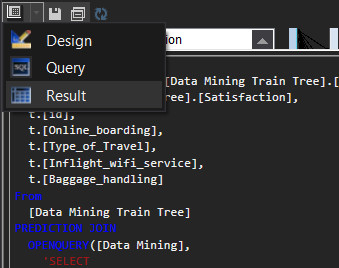 Design
ion
Query
SQL
[Data Mining Train Tree].[
Result
ree].[Satisfaction],
t.[id],
t.[Online_boarding],
t.[Type_of_Travel],
t.[Inflight_wifi_service],
t.[Baggage_handling]
From
[Data Mining Train Tree]
PREDICTION JOIN
OPENQUERY([Data Mining],
'SELECT